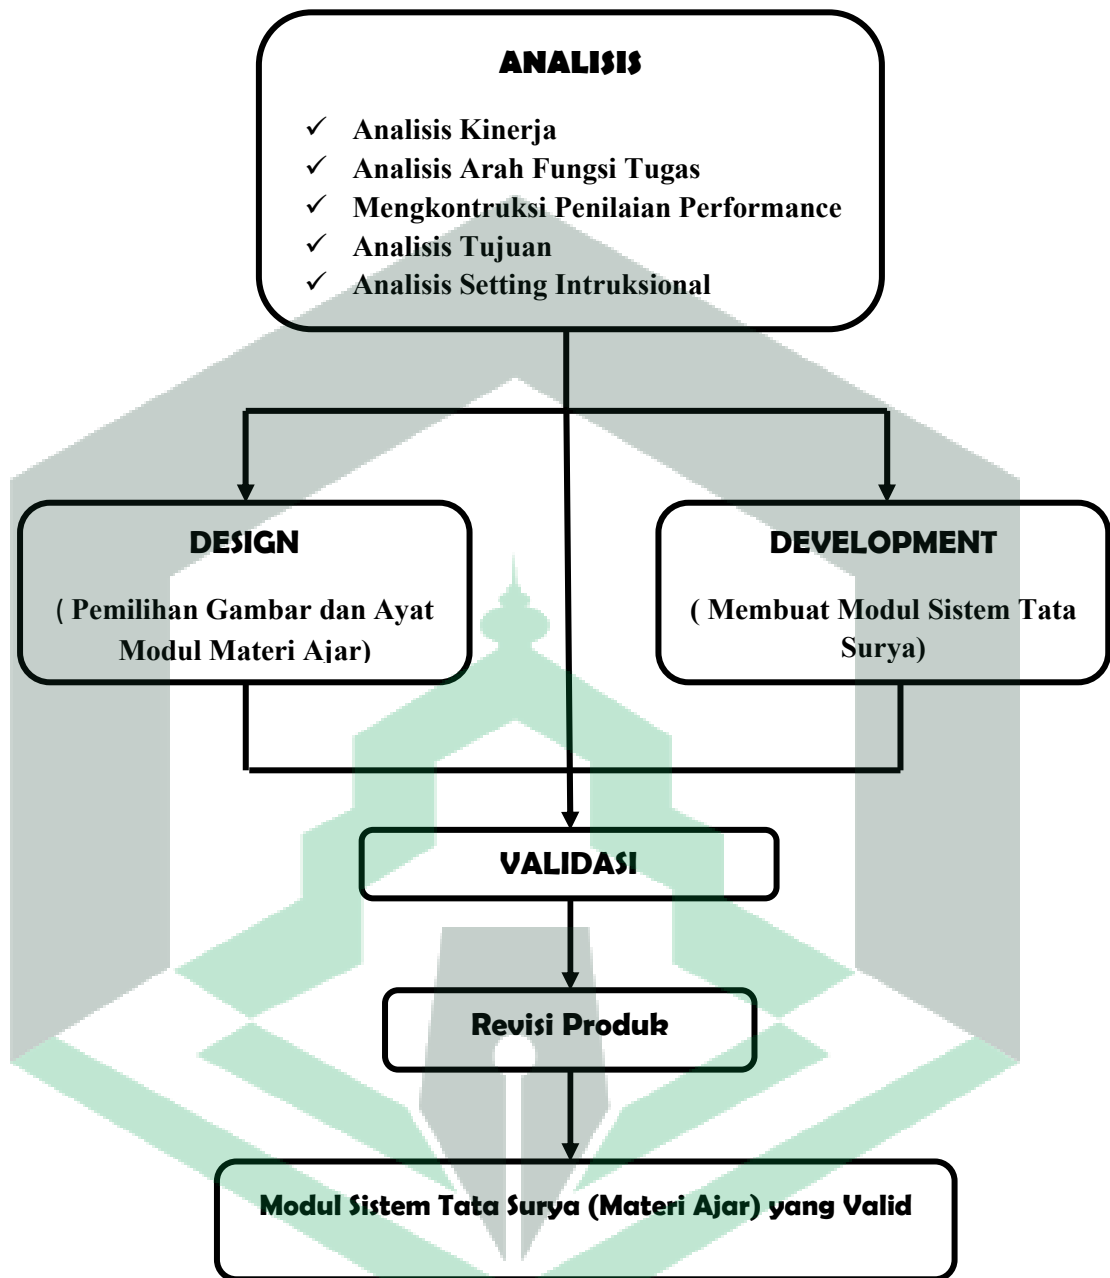 ANALISIS
✓ Analisis Kinerja
✓ Analisis Arah Fungsi Tugas
✓ Mengkontruksi Penilaian Performance
✓ Analisis Tujuan
✓ Analisis Setting Intruksional
DESIGN
( Pemilihan Gambar dan Ayat
Modul Materi Ajar)
DEVELOPMENT
( Membuat Modul Sistem Tata
Surya)
VALIDASI
Revisi Produk
Modul Sistem Tata Surya (Materi Ajar) yang Valid